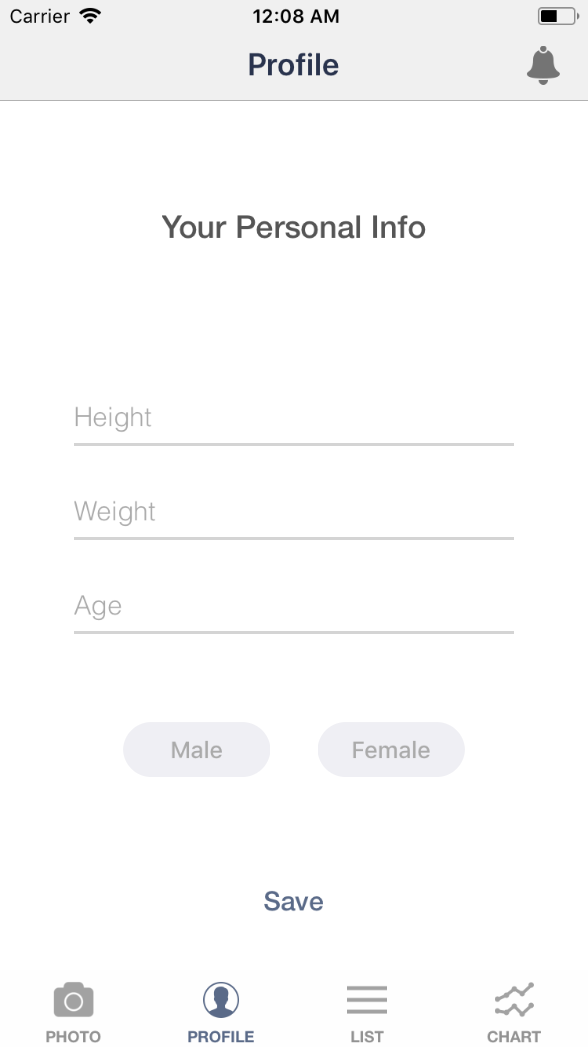 Carrier 12:08 AM
Profile
Your Personal Info
Height
Weight
Age
Male Female
Save
PHOTO PROFILE LIST CHART